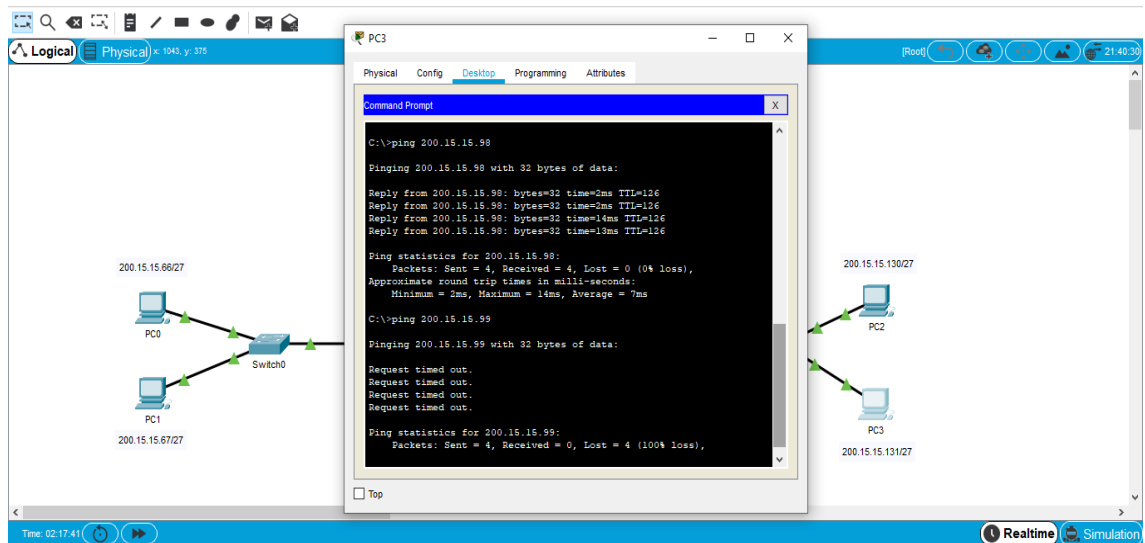 Logical
Physical x: 1043, y: 375
[Root]
21:40:30
PC3
Physical Config Desktop Programming Attributes
Command Prompt
X
C:\>ping 200.15.15.98
Pinging 200.15.15.98 with 32 bytes of data:
Reply from 200.15.15.98: bytes=32 time=2ms TTL=126
Reply from 200.15.15.98: bytes=32 time=2ms TTL=126
Reply from 200.15.15.98: bytes=32 time=14ms TTL=126
Reply from 200.15.15.98: bytes=32 time=13ms TTL=126
Ping statistics for 200.15.15.98:
Packets: Sent = 4, Received = 4, Lost = 0 (0% loss),
Approximate round trip times in milli-seconds:
Minimum = 2ms, Maximum = 14ms, Average = 7ms
C:\>ping 200.15.15.99
Pinging 200.15.15.99 with 32 bytes of data:
Request timed out.
Request timed out.
Request timed out.
Request timed out.
Ping statistics for 200.15.15.99:
Packets: Sent = 4, Received = 0, Lost = 4 (100% loss),
Top
200.15.15.66/27
PC0
Switch0
PC1
200.15.15.67/27
200.15.15.130/27
PC2
PC3
200.15.15.131/27
Time: 02:17:41
Realtime
Simulation